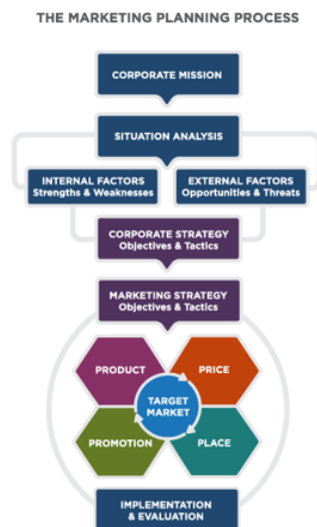 THE MARKETING PLANNING PROCESS
CORPORATE MISSION
SITUATION ANALYSIS
INTERNAL FACTORS
Strengths & Weaknesses
EXTERNAL FACTORS
Opportunities & Threats
CORPORATE STRATEGY
Objectives & Tactics
MARKETING STRATEGY
Objectives & Tactics
PRODUCT
PRICE
TARGET
MARKET
PROMOTION
PLACE
IMPLEMENTATION
& EVALUATION